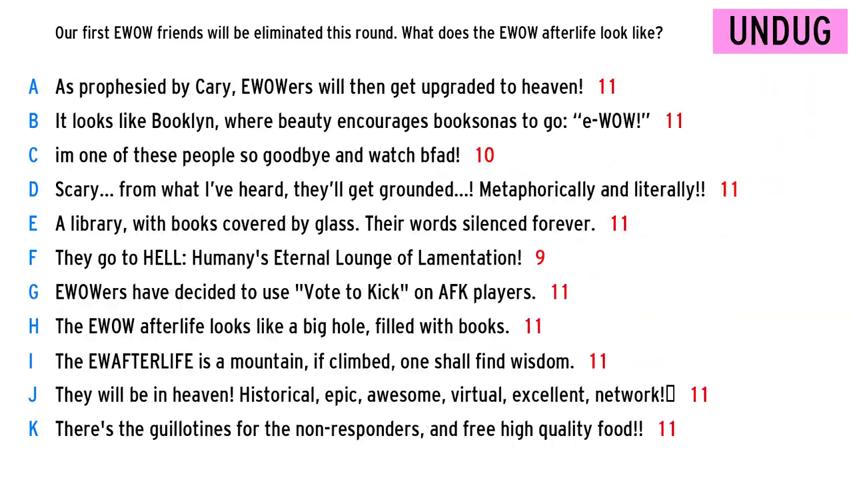 Our first EWOW friends will be eliminated this round. What does the EWOW afterlife look like?
UNDUG
A As prophesied by Cary, EWOWers will then get upgraded to heaven! 11
B It looks like Booklyn, where beauty encourages booksonas to go: “e-WOW!” 11
C im one of these people so goodbye and watch bfad! 10
D Scary... from what I've heard, they'll get grounded...! Metaphorically and literally!! 11
E A library, with books covered by glass. Their words silenced forever. 11
F They go to HELL: Humany's Eternal Lounge of Lamentation! 9
G EWOWers have decided to use "Vote to Kick" on AFK players. 11
H The EWOW afterlife looks like a big hole, filled with books. 11
I The EWAFTERLIFE is a mountain, if climbed, one shall find wisdom. 11
J They will be in heaven! Historical, epic, awesome, virtual, excellent, network!▯ 11
K There's the guillotines for the non-responders, and free high quality food!! 11